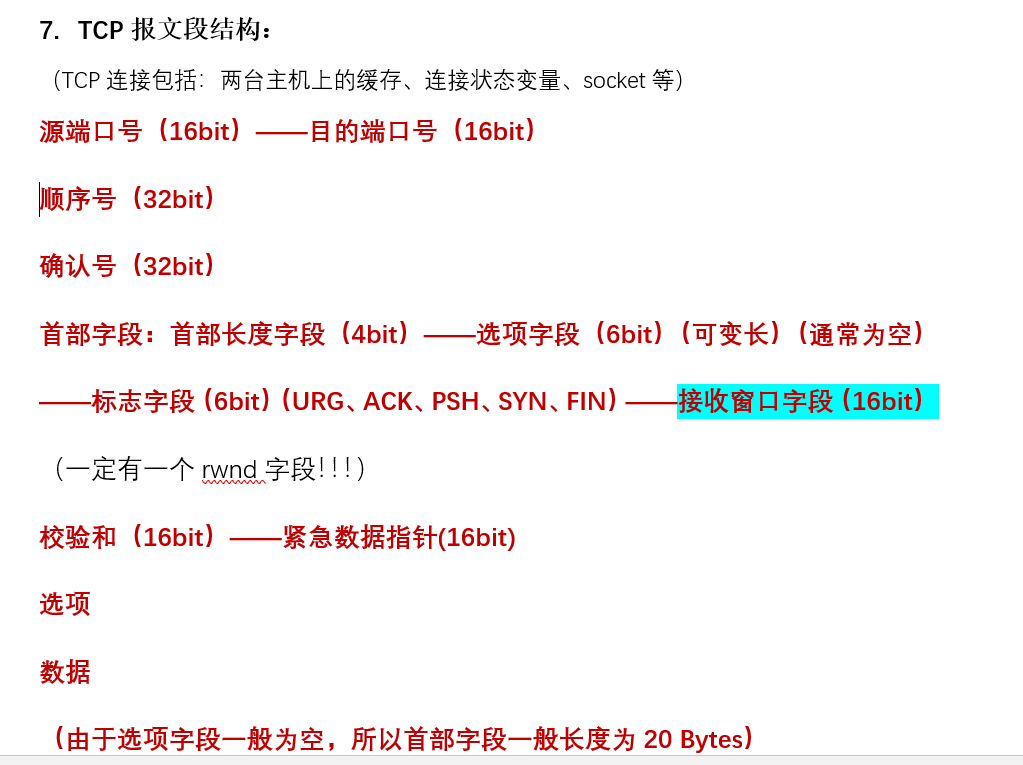 7. TCP 报文段结构：
（TCP 连接包括：两台主机上的缓存、连接状态变量、socket 等）
源端口号（16bit）——目的端口号（16bit）
顺序号（32bit）
确认号（32bit）
首部字段：首部长度字段（4bit）——选项字段（6bit）（可变长）（通常为空）
——标志字段（6bit）（URG、ACK、PSH、SYN、FIN）——接收窗口字段（16bit）
（一定有一个 rwnd 字段！！！）
校验和（16bit）——紧急数据指针(16bit)
选项
数据
（由于选项字段一般为空，所以首部字段一般长度为 20 Bytes）